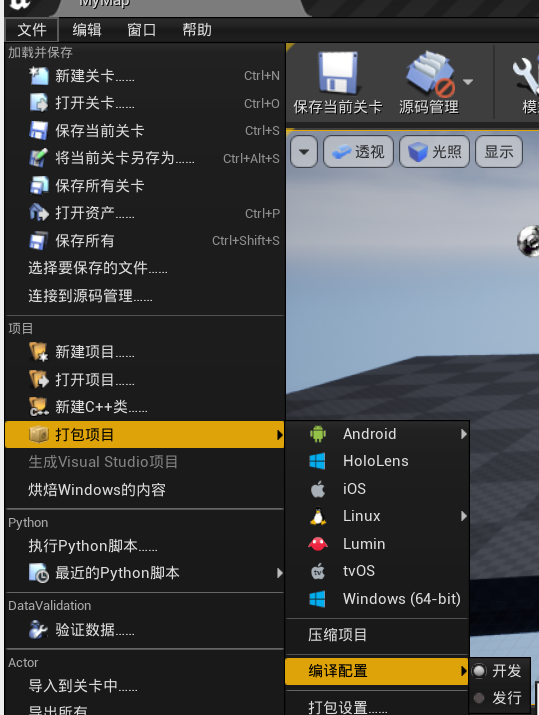 MyMap
文件 编辑 窗口 帮助
加载并保存
新建关卡…… Ctrl+N
打开关卡…… Ctrl+O
保存当前关卡 Ctrl+S
将当前关卡另存为…… Ctrl+Alt+S
保存所有关卡
打开资产…… Ctrl+P
保存所有 Ctrl+Shift+S
选择要保存的文件……
连接到源码管理……
项目
新建项目……
打开项目……
新建C++类……
打包项目
生成Visual Studio项目
烘焙Windows的内容
Python
执行Python脚本……
最近的Python脚本
DataValidation
验证数据……
Actor
导入到关卡中……
导出所有
保存当前关卡 源码管理
透视 光照 显示
Android
HoloLens
iOS
Linux
Lumin
tvOS
Windows (64-bit)
压缩项目
编译配置
打包设置……
开发
发行